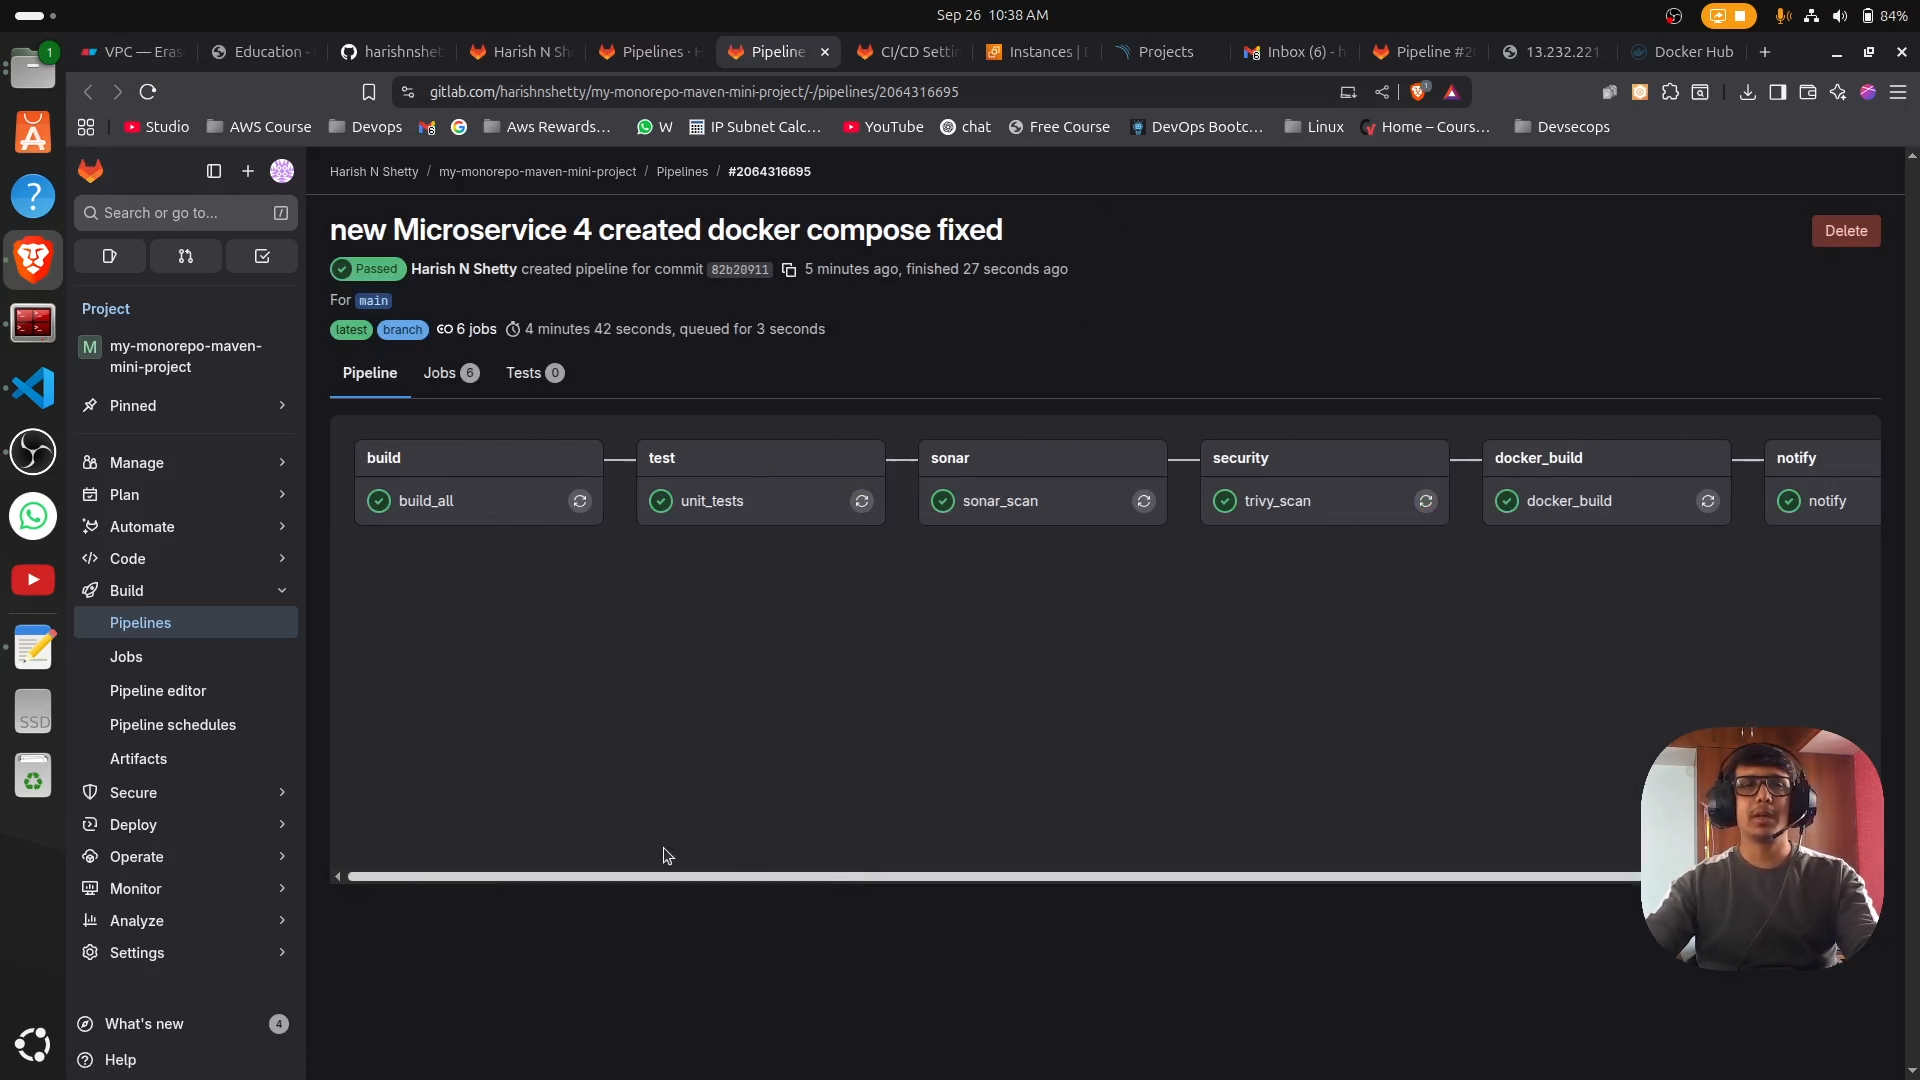 Sep 26 10:38 AM
84%
VPC — Eras
Education -
harishnshet
Harish N Sh
Pipelines · H
Pipeline
CI/CD Setti
Instances | E
Projects
Inbox (6) - h
Pipeline #2
13.232.221.
Docker Hub
gitlab.com/harishnshetty/my-monorepo-maven-mini-project/-/pipelines/2064316695
1
Studio
AWS Course
Devops
Aws Rewards...
W
IP Subnet Calc...
YouTube
chat
Free Course
DevOps Bootc...
Linux
Home – Cours...
Devsecops
Search or go to...
/
Project
M my-monorepo-maven-
mini-project
Pinned
Manage
Plan
Automate
Code
Build
Pipelines
Jobs
Pipeline editor
Pipeline schedules
Artifacts
Secure
Deploy
Operate
Monitor
Analyze
Settings
What's new 4
Help
Harish N Shetty / my-monorepo-maven-mini-project / Pipelines / #2064316695
new Microservice 4 created docker compose fixed
Delete
Passed Harish N Shetty created pipeline for commit 82b20911 5 minutes ago, finished 27 seconds ago
For main
latest branch 6 jobs 4 minutes 42 seconds, queued for 3 seconds
Pipeline Jobs 6 Tests 0
build
build_all
test
unit_tests
sonar
sonar_scan
security
trivy_scan
docker_build
docker_build
notify
notify
1
SSD